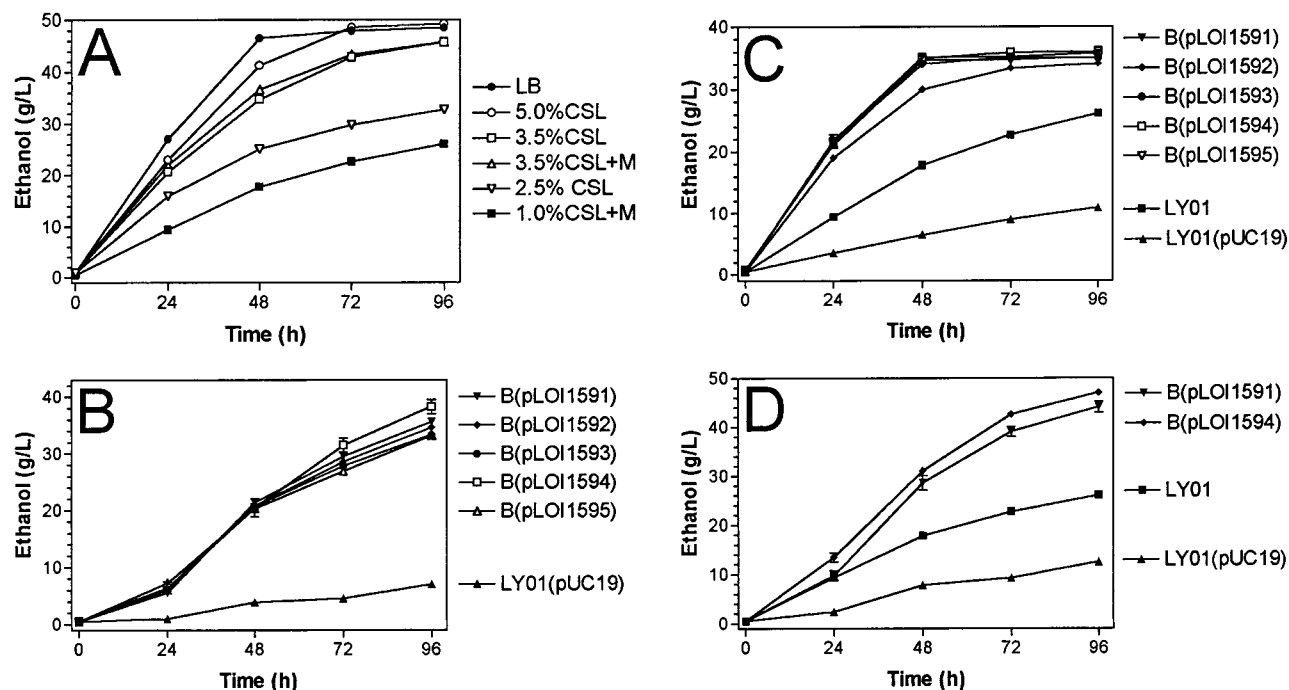 A
Ethanol (g/L)
50
40
30
20
10
0
0 24 48 72 96
Time (h)
LB
5.0%CSL
3.5%CSL
3.5%CSL+M
2.5% CSL
1.0%CSL+M
C
Ethanol (g/L)
40
30
20
10
0
0 24 48 72 96
Time (h)
B(pLOI1591)
B(pLOI1592)
B(pLOI1593)
B(pLOI1594)
B(pLOI1595)
LY01
LY01(pUC19)
B
Ethanol (g/L)
40
30
20
10
0
0 24 48 72 96
Time (h)
B(pLOI1591)
B(pLOI1592)
B(pLOI1593)
B(pLOI1594)
B(pLOI1595)
LY01(pUC19)
D
Ethanol (g/L)
50
40
30
20
10
0
0 24 48 72 96
Time (h)
B(pLOI1591)
B(pLOI1594)
LY01
LY01(pUC19)